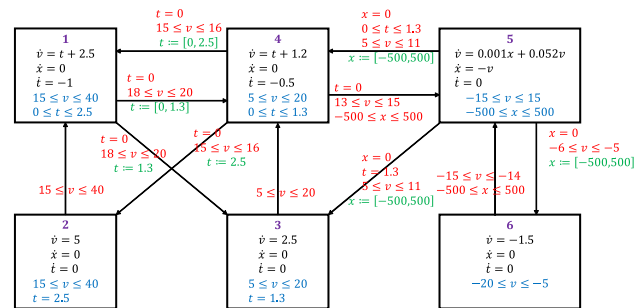 1
v̇ = t + 2.5
ẋ = 0
ṫ = −1
15 ≤ v ≤ 40
0 ≤ t ≤ 2.5
t = 0
15 ≤ v ≤ 16
t ≔ [0, 2.5]
t = 0
18 ≤ v ≤ 20
t ≔ [0, 1.3]
4
v̇ = t + 1.2
ẋ = 0
ṫ = −0.5
5 ≤ v ≤ 20
0 ≤ t ≤ 1.3
x = 0
0 ≤ t ≤ 1.3
5 ≤ v ≤ 11
x ≔ [−500,500]
t = 0
13 ≤ v ≤ 15
−500 ≤ x ≤ 500
5
v̇ = 0.001x + 0.052v
ẋ = −v
ṫ = 0
−15 ≤ v ≤ 15
−500 ≤ x ≤ 500
t = 0
18 ≤ v ≤ 20
t ≔ 1.3
t = 0
15 ≤ v ≤ 16
t ≔ 2.5
x = 0
t = 1.3
5 ≤ v ≤ 11
x ≔ [−500,500]
x = 0
−6 ≤ v ≤ −5
x ≔ [−500,500]
15 ≤ v ≤ 40
5 ≤ v ≤ 20
−15 ≤ v ≤ −14
−500 ≤ x ≤ 500
2
v̇ = 5
ẋ = 0
ṫ = 0
15 ≤ v ≤ 40
t = 2.5
3
v̇ = 2.5
ẋ = 0
ṫ = 0
5 ≤ v ≤ 20
t = 1.3
6
v̇ = −1.5
ẋ = 0
ṫ = 0
−20 ≤ v ≤ −5